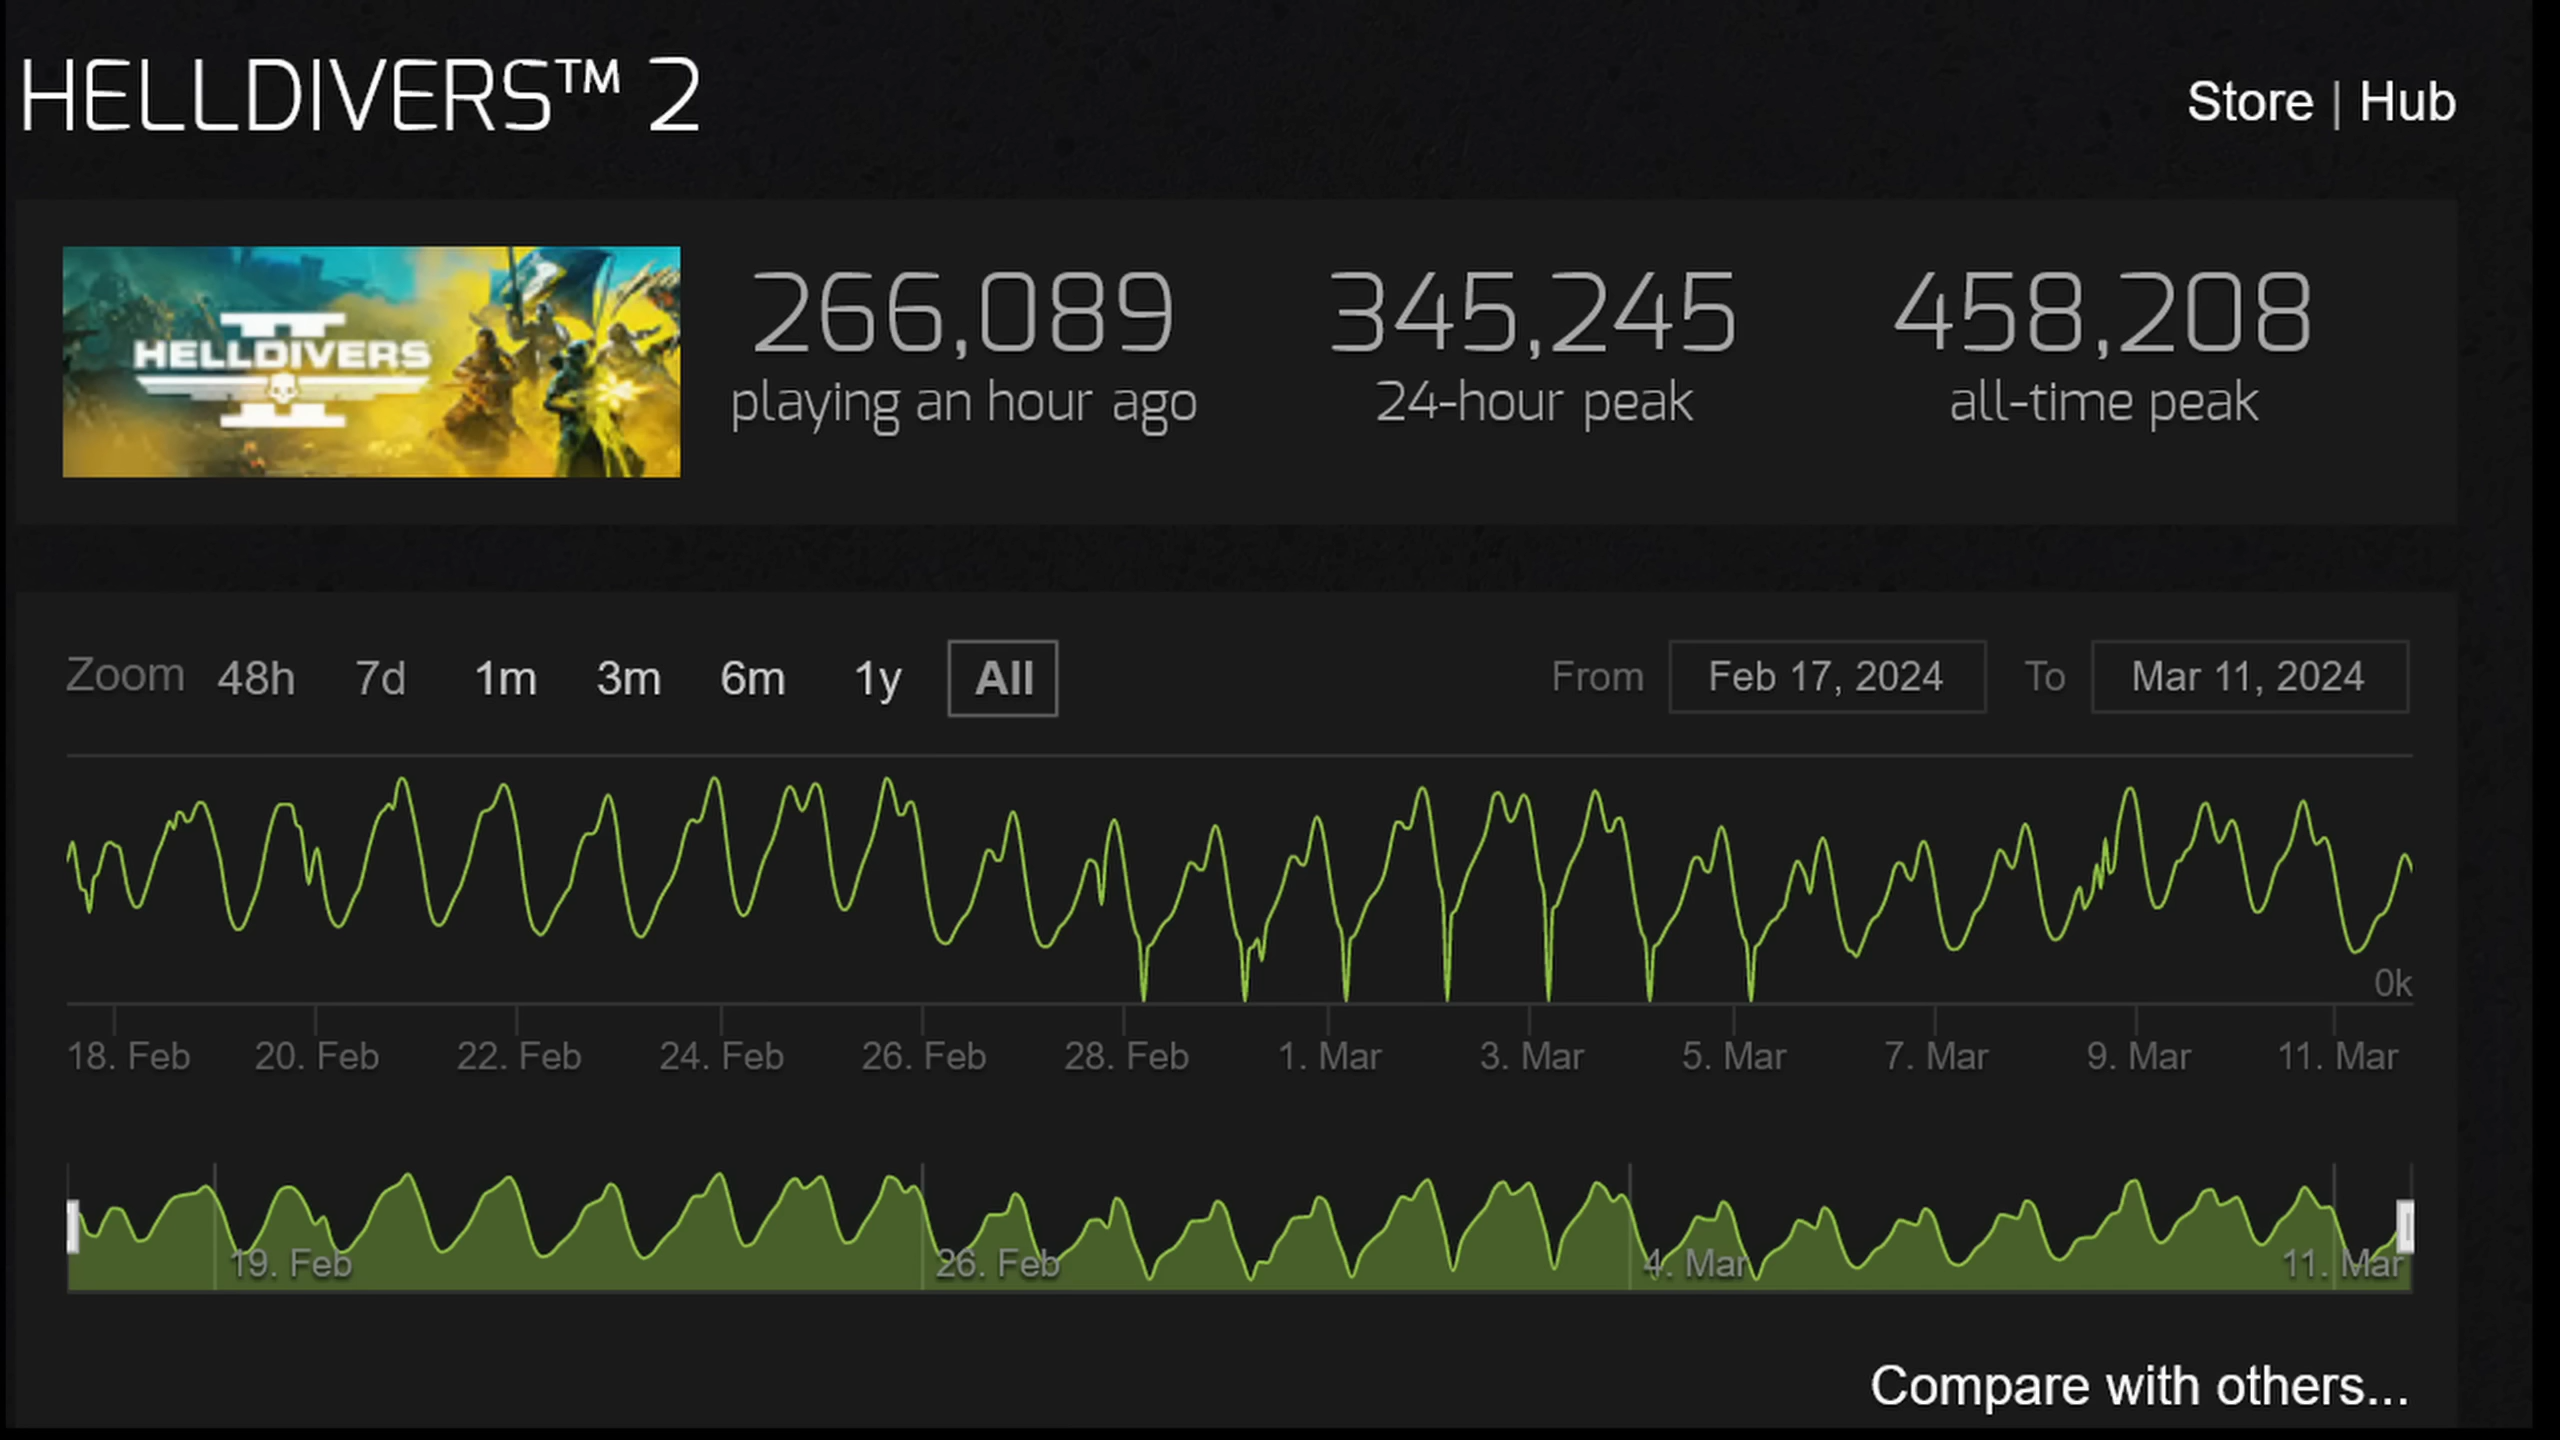 HELLDIVERS™ 2
Store | Hub
HELLDIVERS
II
266,089
playing an hour ago
345,245
24-hour peak
458,208
all-time peak
Zoom 48h 7d 1m 3m 6m 1y All
From Feb 17, 2024 To Mar 11, 2024
0k
18. Feb 20. Feb 22. Feb 24. Feb 26. Feb 28. Feb 1. Mar 3. Mar 5. Mar 7. Mar 9. Mar 11. Mar
19. Feb 26. Feb 4. Mar 11. Mar
Compare with others...